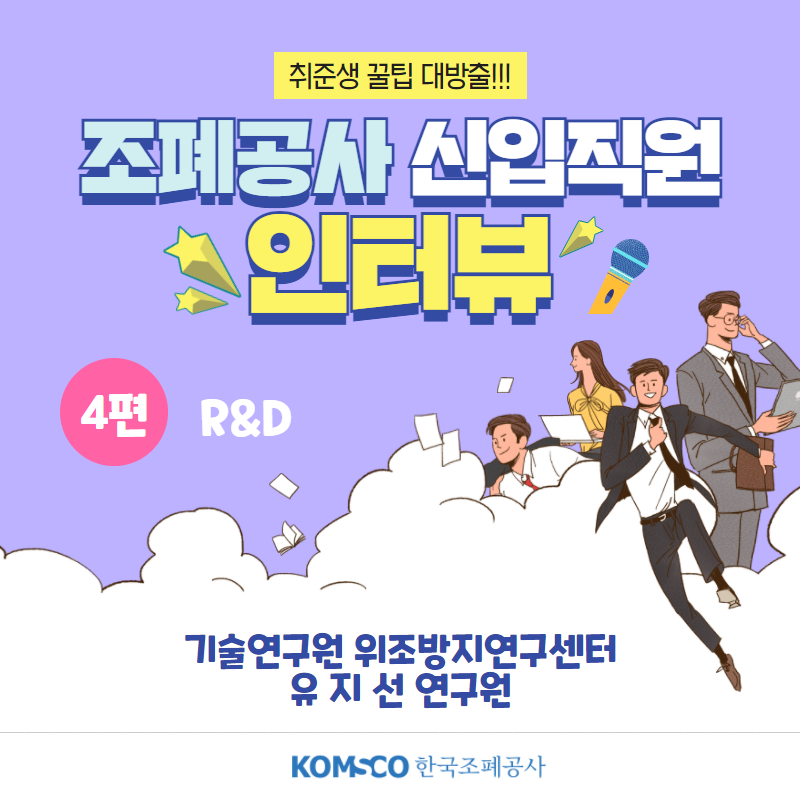 취준생 꿀팁 대방출!!!
조폐공사 신입직원
인터뷰
4편 R&D
기술연구원 위조방지연구센터
유 지 선 연구원
KOMSCO 한국조폐공사